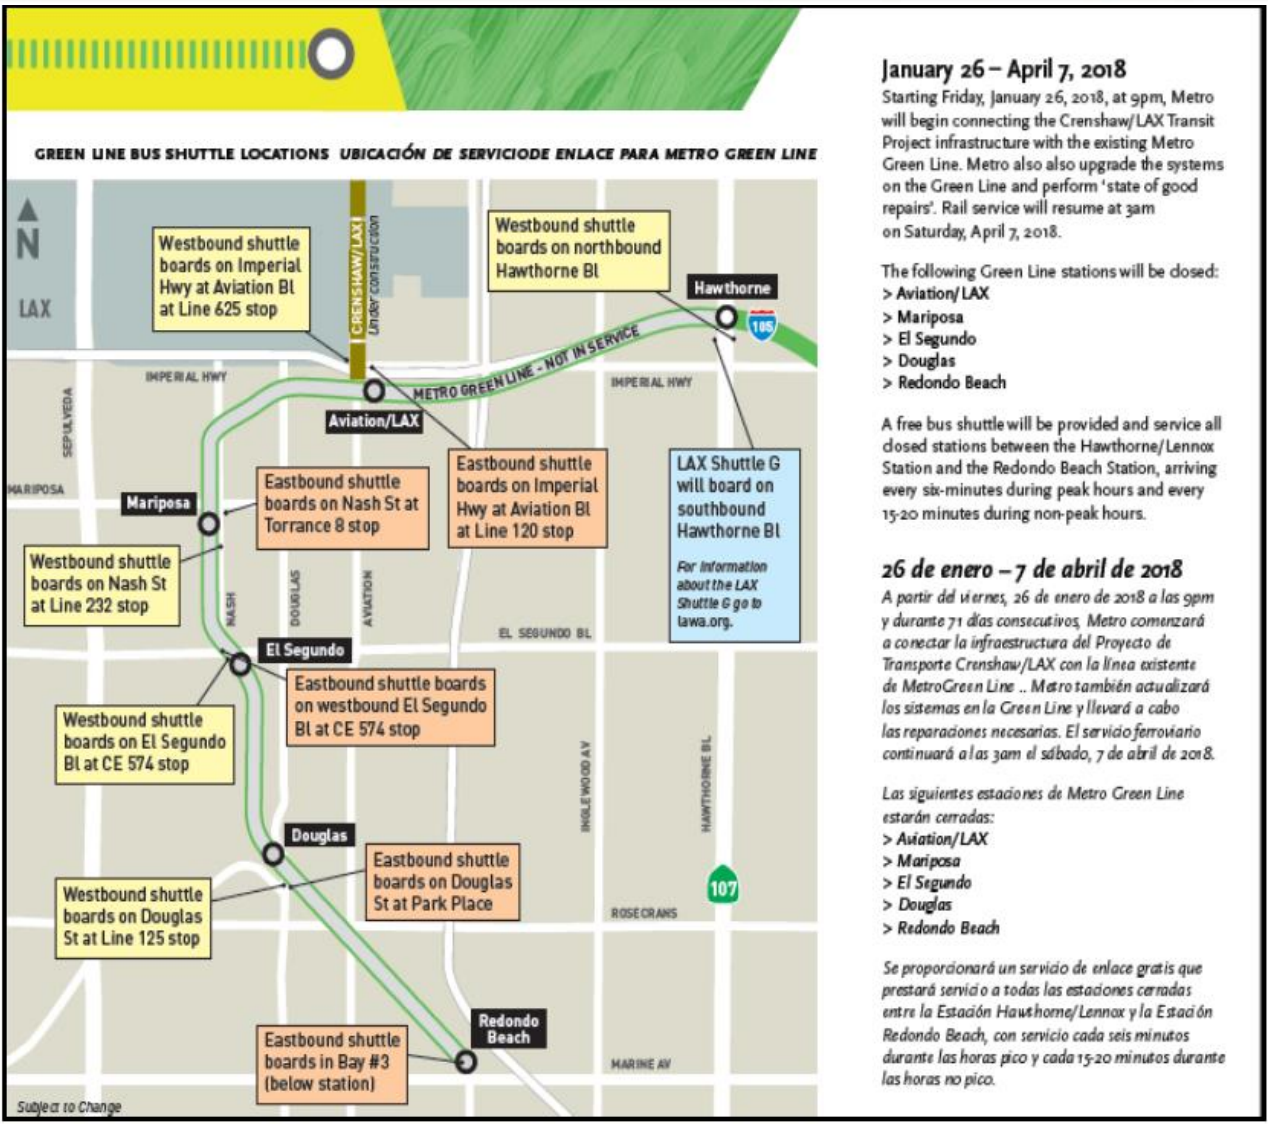 GREEN LINE BUS SHUTTLE LOCATIONS UBICACIÓN DE SERVICIODE ENLACE PARA METRO GREEN LINE
N
LAX
Westbound shuttle
boards on Imperial
Hwy at Aviation Bl
at Line 625 stop
CRENSHAW/LAX
Under construction
Westbound shuttle
boards on northbound
Hawthorne Bl
Hawthorne
105
METRO GREEN LINE - NOT IN SERVICE
IMPERIAL HWY
IMPERIAL HWY
SEPULVEDA
Aviation/LAX
MARIPOSA
Mariposa
Eastbound shuttle
boards on Nash St at
Torrance 8 stop
Eastbound shuttle
boards on Imperial
Hwy at Aviation Bl
at Line 120 stop
LAX Shuttle G
will board on
southbound
Hawthorne Bl
For information
about the LAX
Shuttle G go to
lawa.org.
Westbound shuttle
boards on Nash St
at Line 232 stop
NASH
DOUGLAS
AVIATION
EL SEGUNDO BL
El Segundo
Eastbound shuttle boards
on westbound El Segundo
Bl at CE 574 stop
Westbound shuttle
boards on El Segundo
Bl at CE 574 stop
INGLEWOOD AV
HAWTHORNE BL
Douglas
Eastbound shuttle
boards on Douglas
St at Park Place
107
Westbound shuttle
boards on Douglas
St at Line 125 stop
ROSECRANS
Redondo
Beach
Eastbound shuttle
boards in Bay #3
(below station)
MARINE AV
Subject to Change
January 26 – April 7, 2018
Starting Friday, January 26, 2018, at 9pm, Metro
will begin connecting the Crenshaw/LAX Transit
Project infrastructure with the existing Metro
Green Line. Metro also also upgrade the systems
on the Green Line and perform ‘state of good
repairs’. Rail service will resume at 3am
on Saturday, April 7, 2018.
The following Green Line stations will be closed:
> Aviation/LAX
> Mariposa
> El Segundo
> Douglas
> Redondo Beach
A free bus shuttle will be provided and service all
closed stations between the Hawthorne/Lennox
Station and the Redondo Beach Station, arriving
every six-minutes during peak hours and every
15-20 minutes during non-peak hours.
26 de enero – 7 de abril de 2018
A partir del viernes, 26 de enero de 2018 a las 9pm
y durante 71 días consecutivos, Metro comenzará
a conectar la infraestructura del Proyecto de
Transporte Crenshaw/LAX con la línea existente
de MetroGreen Line .. Metro también actualizará
los sistemas en la Green Line y llevará a cabo
las reparaciones necesarias. El servicio ferroviario
continuará a las 3am el sábado, 7 de abril de 2018.
Las siguientes estaciones de Metro Green Line
estarán cerradas:
> Aviation/LAX
> Mariposa
> El Segundo
> Douglas
> Redondo Beach
Se proporcionará un servicio de enlace gratis que
prestará servicio a todas las estaciones cerradas
entre la Estación Hawthorne/Lennox y la Estación
Redondo Beach, con servicio cada seis minutos
durante las horas pico y cada 15-20 minutos durante
las horas no pico.